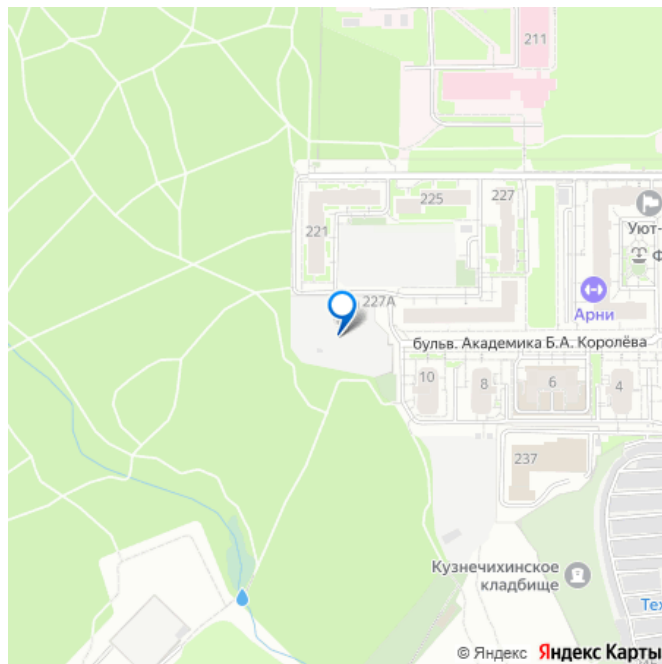 211
225
227
221
Уют-
Ф
227А
Арни
бульв. Академика Б.А. Королёва
10
8
6
4
237
Кузнечихинское
кладбище
Тех
© Яндекс Яндекс Карты